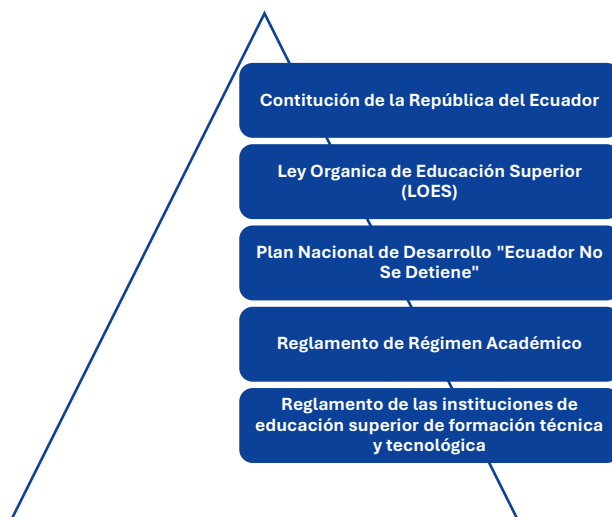 Contitución de la República del Ecuador
Ley Organica de Educación Superior
(LOES)
Plan Nacional de Desarrollo "Ecuador No
Se Detiene"
Reglamento de Régimen Académico
Reglamento de las instituciones de
educación superior de formación técnica
y tecnológica